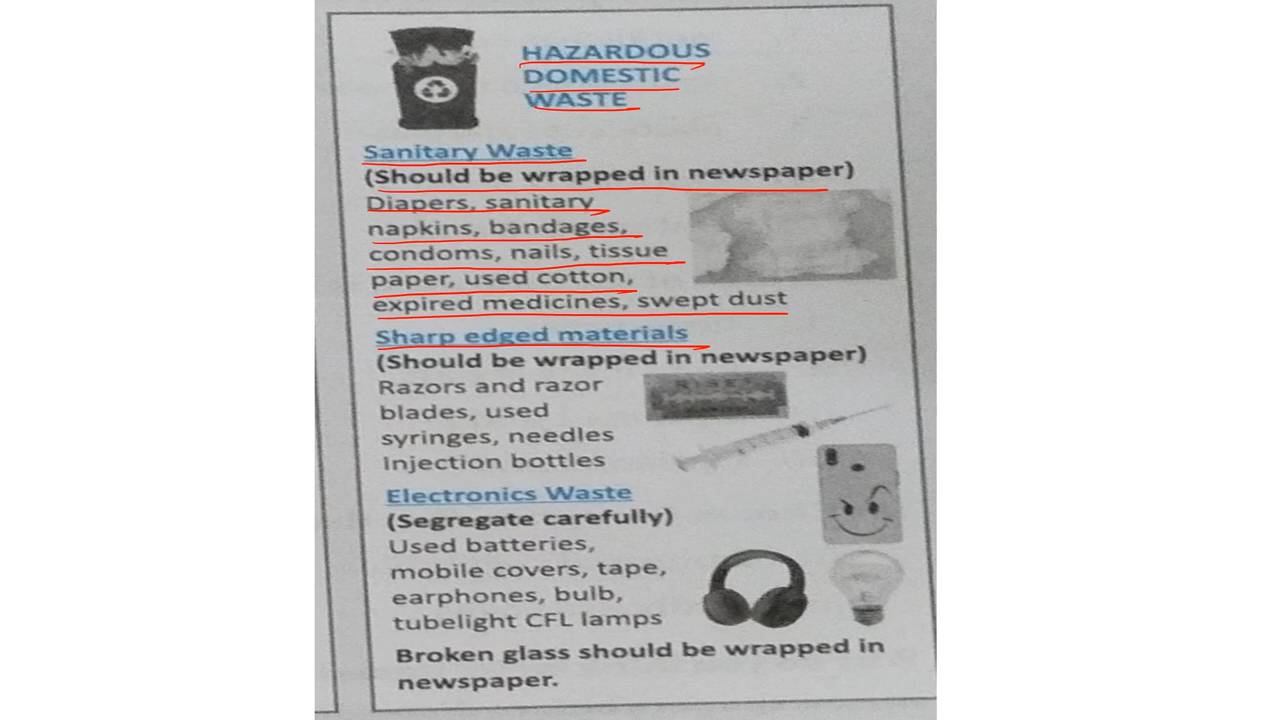 HAZARDOUS
DOMESTIC
WASTE
Sanitary Waste
(Should be wrapped in newspaper)
Diapers, sanitary
napkins, bandages,
condoms, nails, tissue
paper, used cotton,
expired medicines, swept dust
Sharp edged materials
(Should be wrapped in newspaper)
Razors and razor
blades, used
syringes, needles
Injection bottles
Electronics Waste
(Segregate carefully)
Used batteries,
mobile covers, tape,
earphones, bulb,
tubelight CFL lamps
Broken glass should be wrapped in
newspaper.